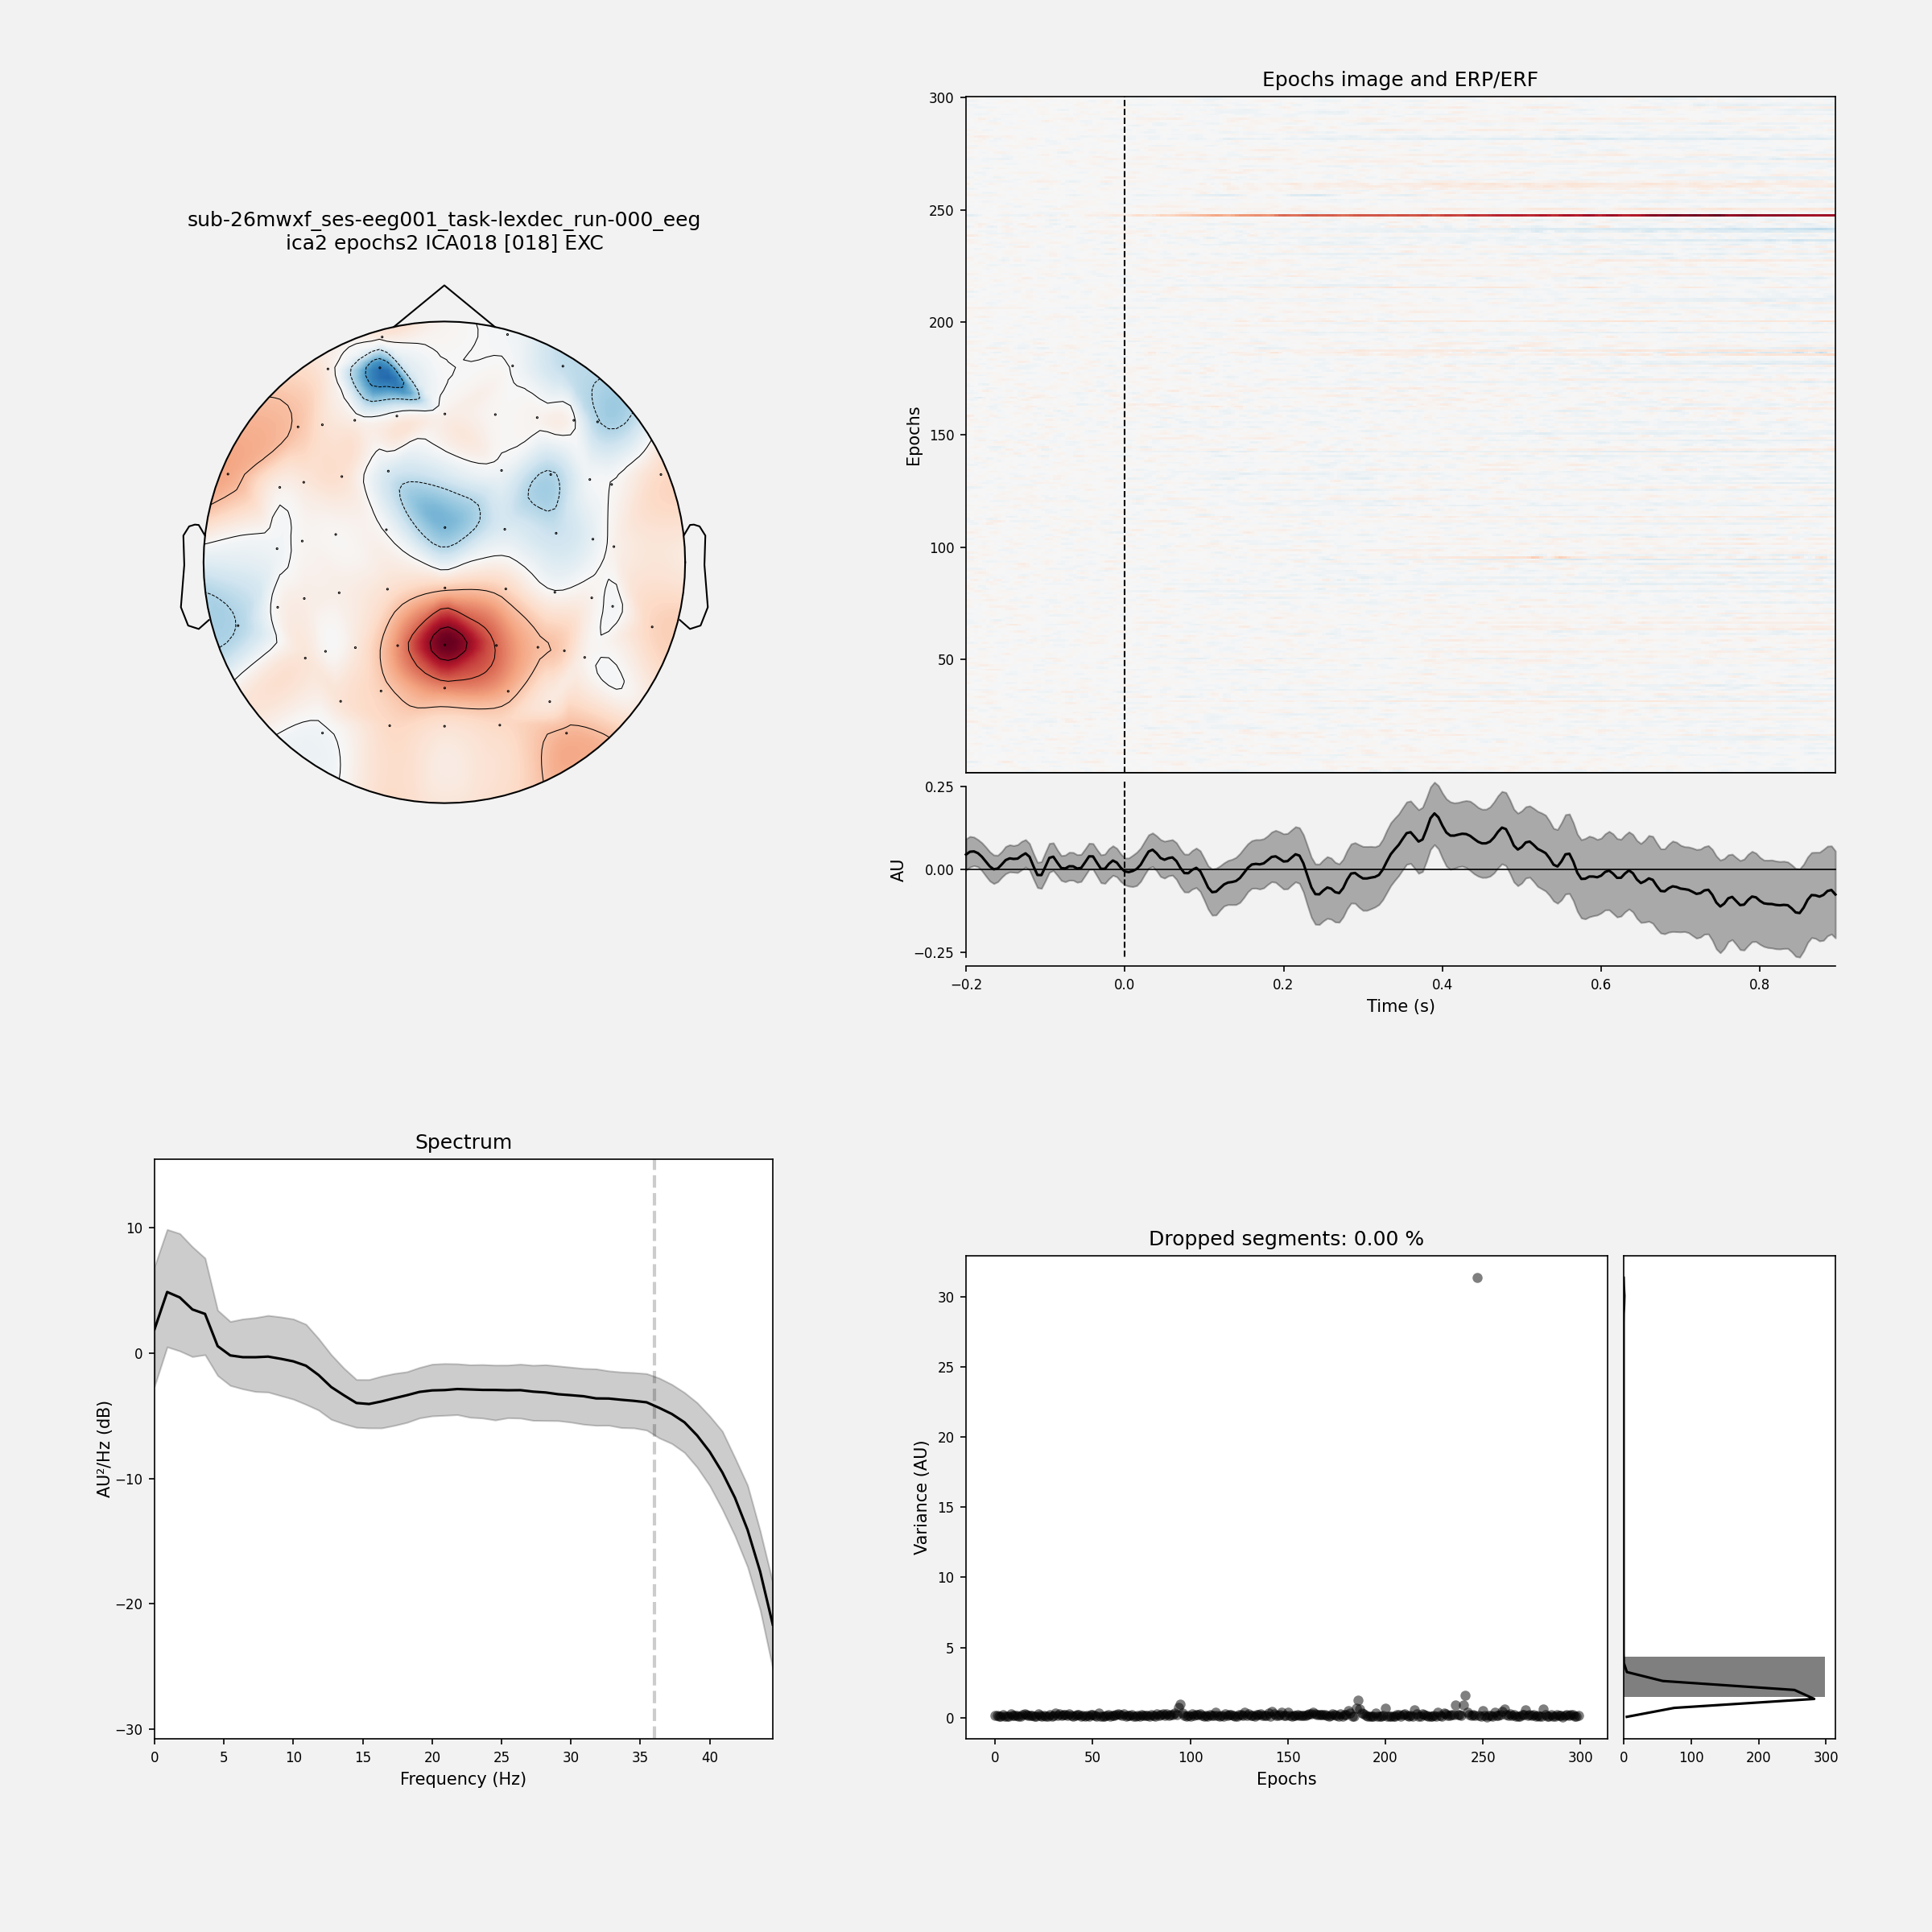 sub-26mwxf_ses-eeg001_task-lexdec_run-000_eeg
ica2 epochs2 ICA018 [018] EXC
Epochs image and ERP/ERF
300
250
200
150
100
50
Epochs
0.25
0.00
−0.25
AU
−0.2 0.0 0.2 0.4 0.6 0.8
Time (s)
Spectrum
10
0
−10
−20
−30
AU²/Hz (dB)
0 5 10 15 20 25 30 35 40
Frequency (Hz)
Dropped segments: 0.00 %
30
25
20
15
10
5
0
Variance (AU)
0 50 100 150 200 250 300
Epochs
0 100 200 300